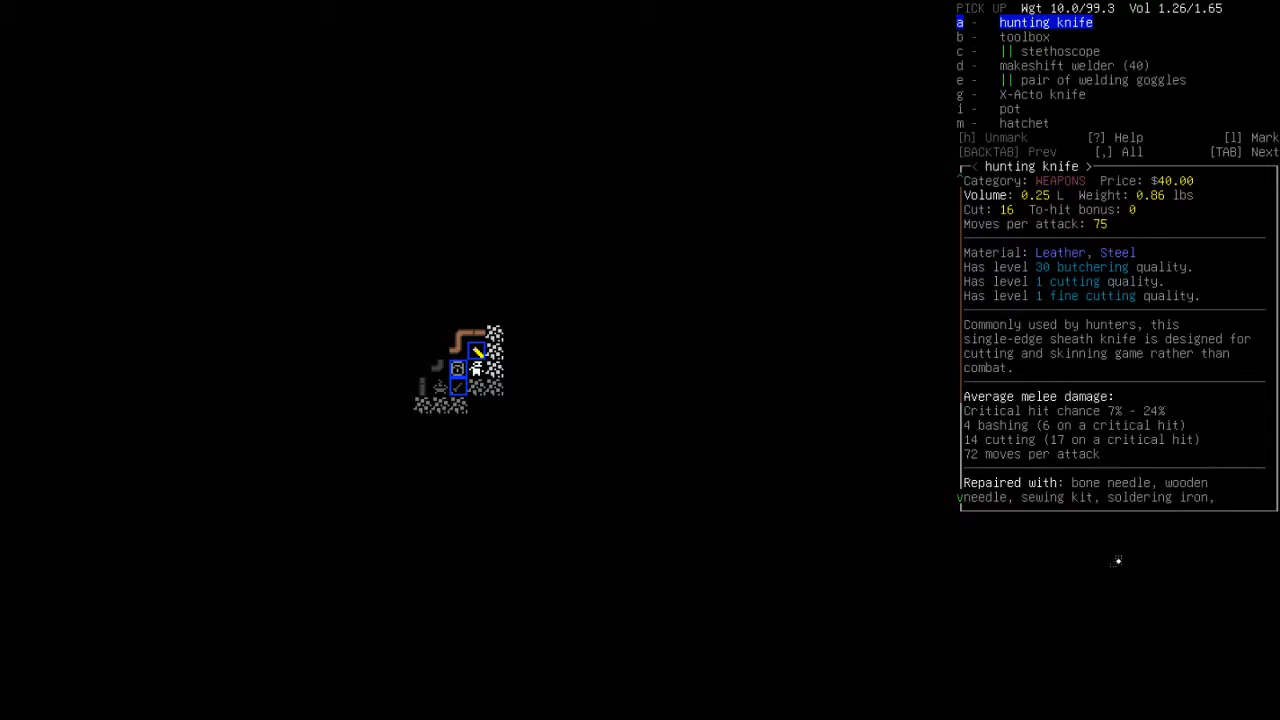 PICK UP  Wgt 10.0/99.3  Vol 1.26/1.65
a -   hunting knife
b -   toolbox
c -   || stethoscope
d -   makeshift welder (40)
e -   || pair of welding goggles
g -   X-Acto knife
i -   pot
m -   hatchet
[h] Unmark   [?] Help   [l] Mark
[BACKTAB] Prev   [,] All   [TAB] Next
< hunting knife >
Category: WEAPONS  Price: $40.00
Volume: 0.25 L  Weight: 0.86 lbs
Cut: 16  To-hit bonus: 0
Moves per attack: 75
Material: Leather, Steel
Has level 30 butchering quality.
Has level 1 cutting quality.
Has level 1 fine cutting quality.
Commonly used by hunters, this
single-edge sheath knife is designed for
cutting and skinning game rather than
combat.
Average melee damage:
Critical hit chance 7% - 24%
4 bashing (6 on a critical hit)
14 cutting (17 on a critical hit)
72 moves per attack
Repaired with: bone needle, wooden
needle, sewing kit, soldering iron,